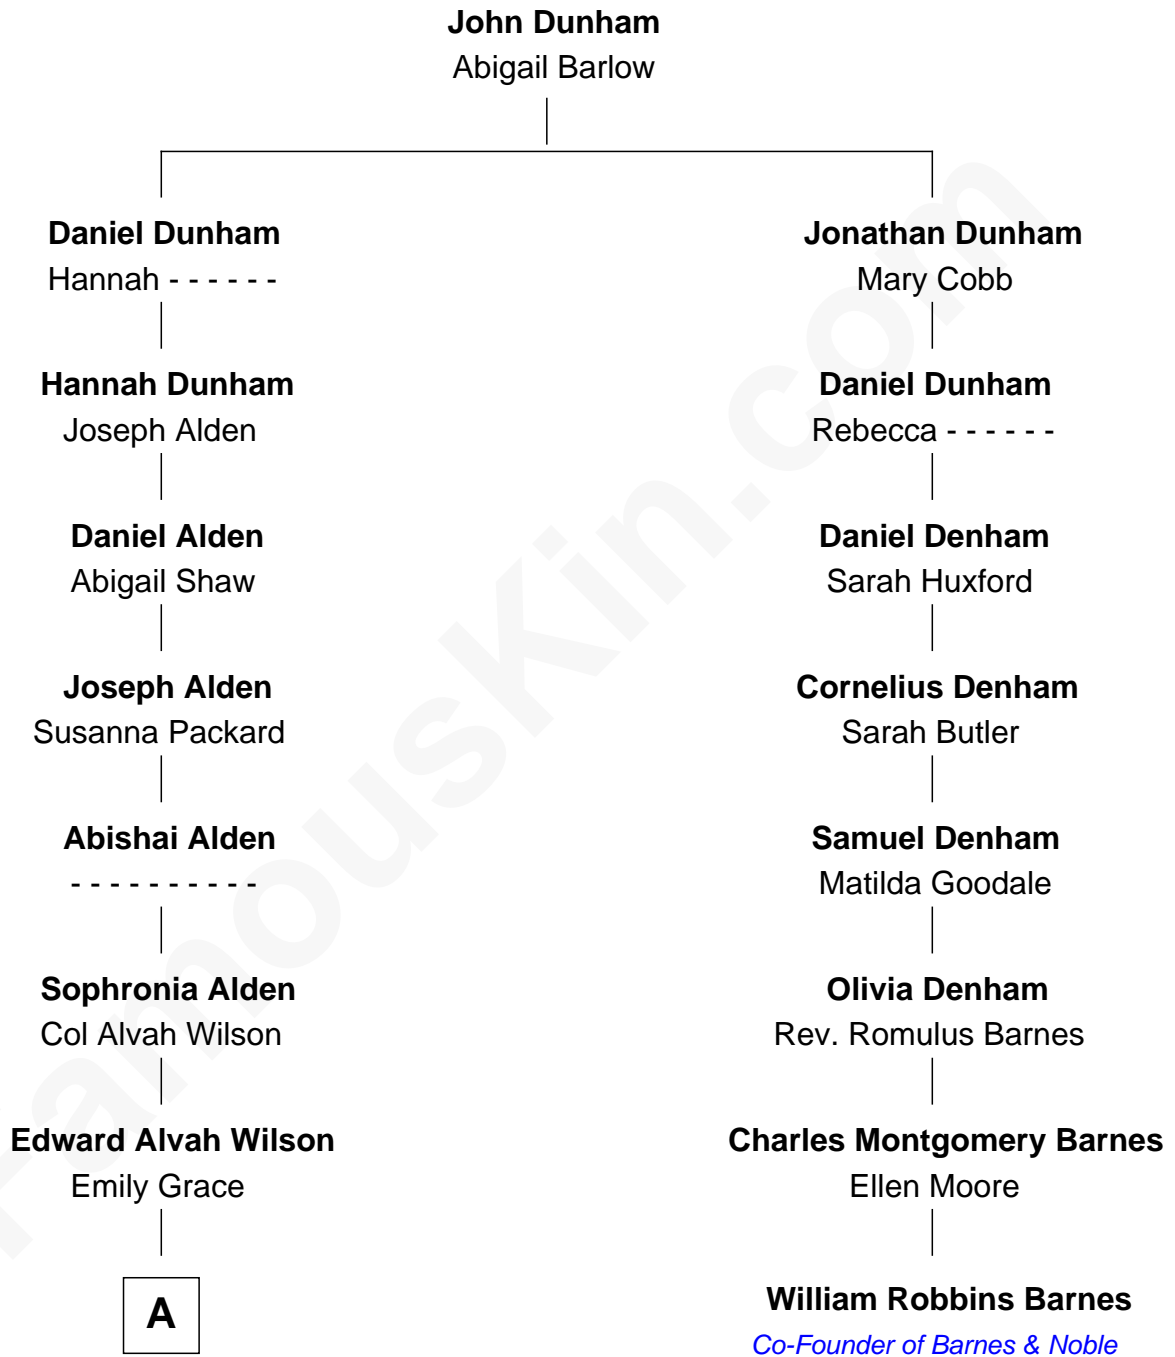 John Dunham
Abigail Barlow
Daniel Dunham
Hannah - - - - - -
Hannah Dunham
Joseph Alden
Daniel Alden
Abigail Shaw
Joseph Alden
Susanna Packard
Abishai Alden
- - - - - - - - - -
Sophronia Alden
Col Alvah Wilson
Edward Alvah Wilson
Emily Grace
A
Jonathan Dunham
Mary Cobb
Daniel Dunham
Rebecca - - - - - -
Daniel Denham
Sarah Huxford
Cornelius Denham
Sarah Butler
Samuel Denham
Matilda Goodale
Olivia Denham
Rev. Romulus Barnes
Charles Montgomery Barnes
Ellen Moore
William Robbins Barnes
Co-Founder of Barnes & Noble
FamousKin.com